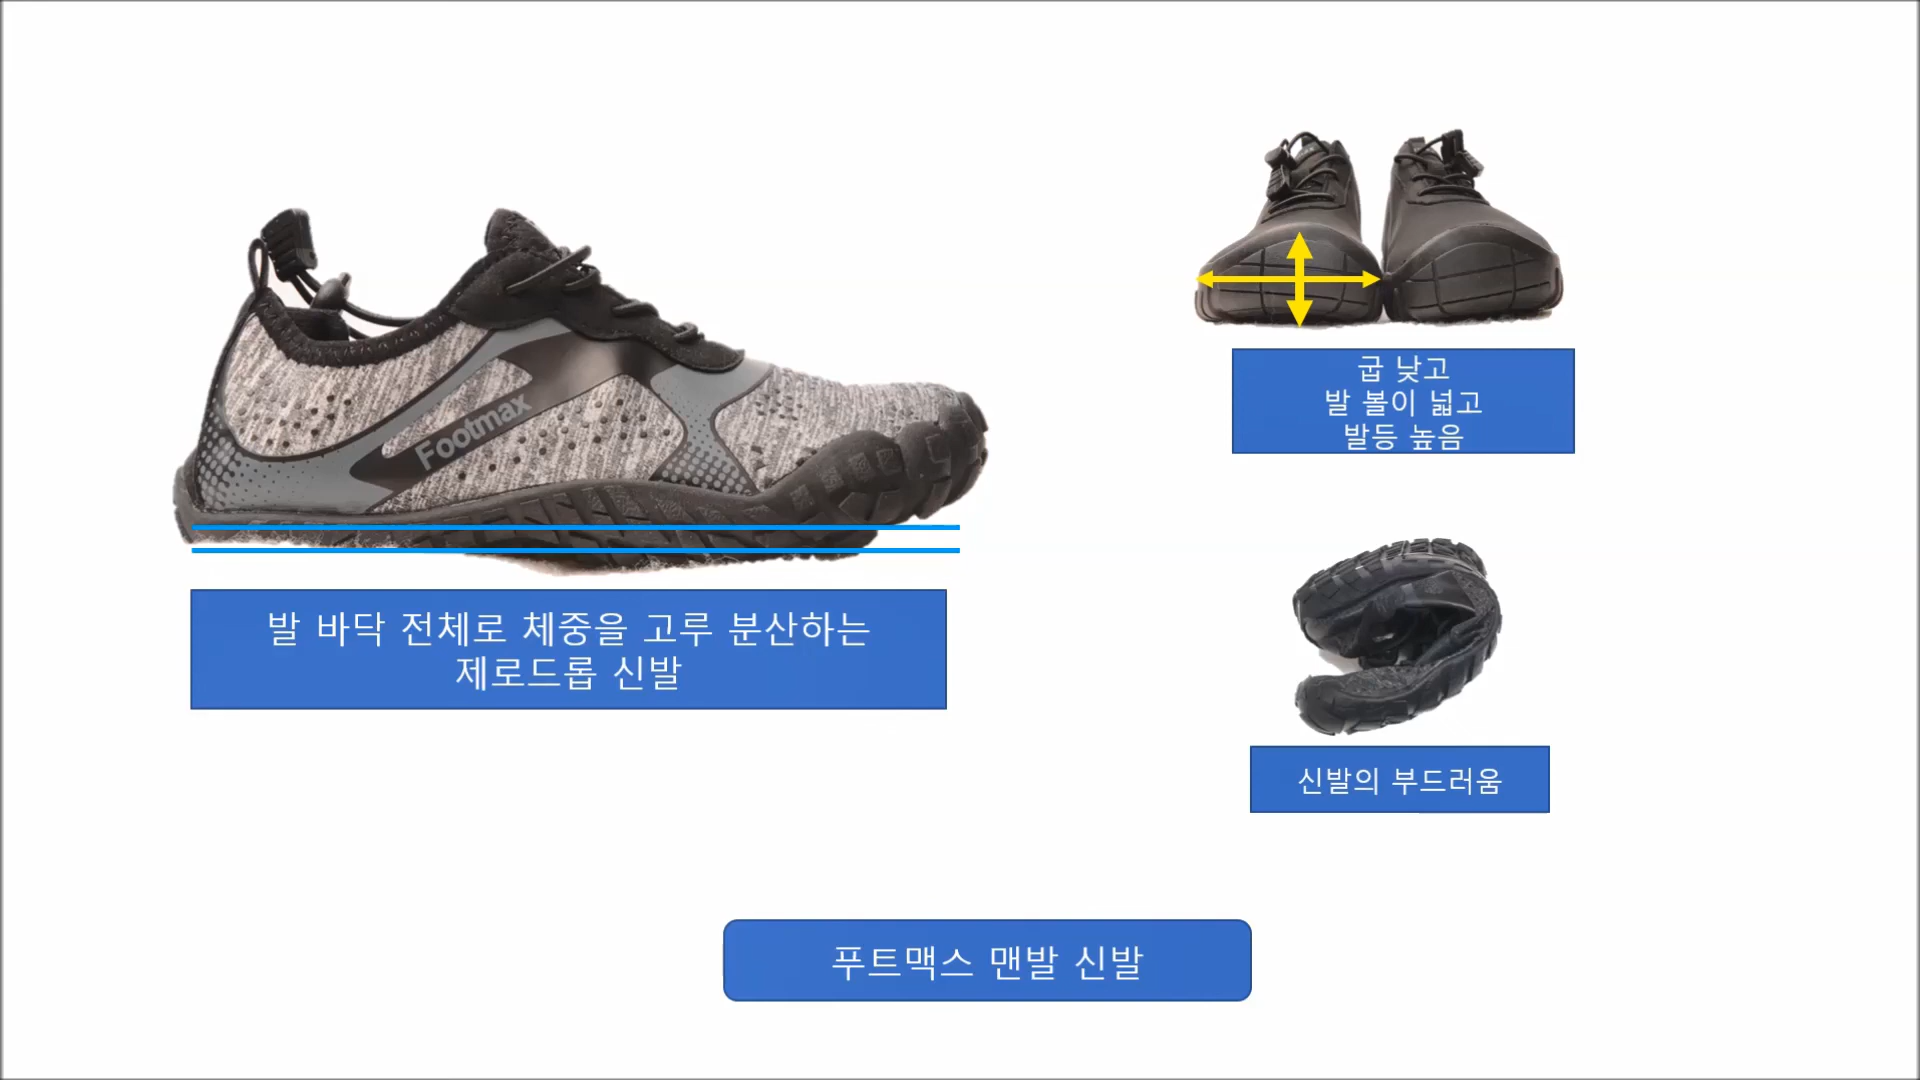 Footmax
발 바닥 전체로 체중을 고루 분산하는
제로드롭 신발
굽 낮고
발 볼이 넓고
발등 높음
신발의 부드러움
푸트맥스 맨발 신발